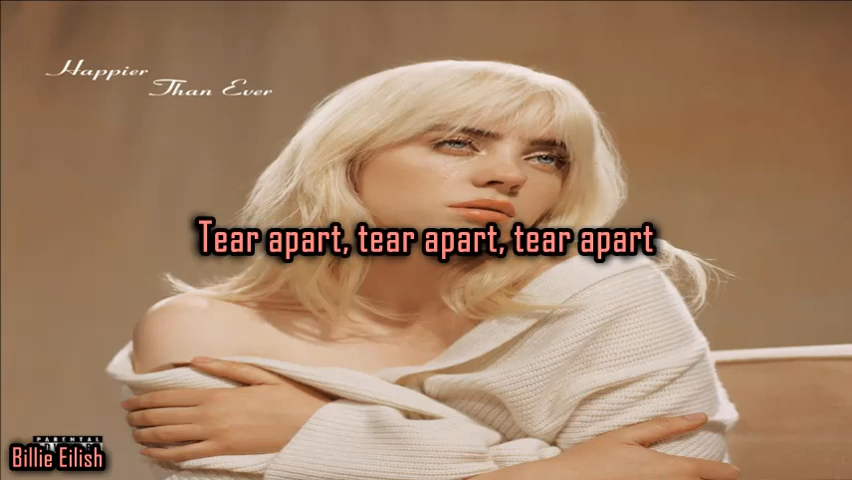 Happier
Than Ever
Tear apart, tear apart, tear apart
PARENTAL
Billie Eilish